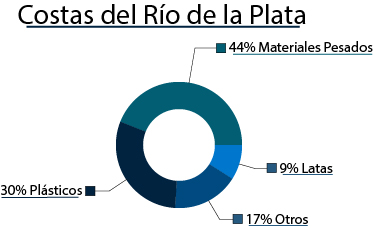 Costas del Río de la Plata
44% Materiales Pesados
9% Latas
30% Plásticos
17% Otros